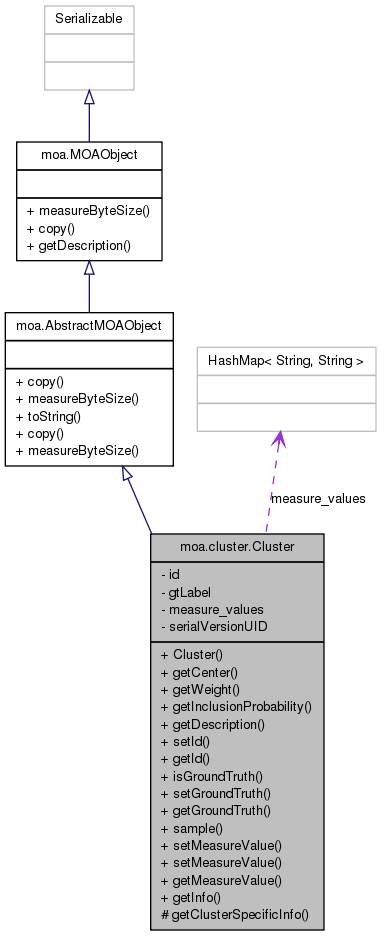 Serializable
moa.MOAObject
+ measureByteSize()
+ copy()
+ getDescription()
moa.AbstractMOAObject
+ copy()
+ measureByteSize()
+ toString()
+ copy()
+ measureByteSize()
HashMap< String, String >
measure_values
moa.cluster.Cluster
- id
- gtLabel
- measure_values
- serialVersionUID
+ Cluster()
+ getCenter()
+ getWeight()
+ getInclusionProbability()
+ getDescription()
+ setId()
+ getId()
+ isGroundTruth()
+ setGroundTruth()
+ getGroundTruth()
+ sample()
+ setMeasureValue()
+ setMeasureValue()
+ getMeasureValue()
+ getInfo()
# getClusterSpecificInfo()